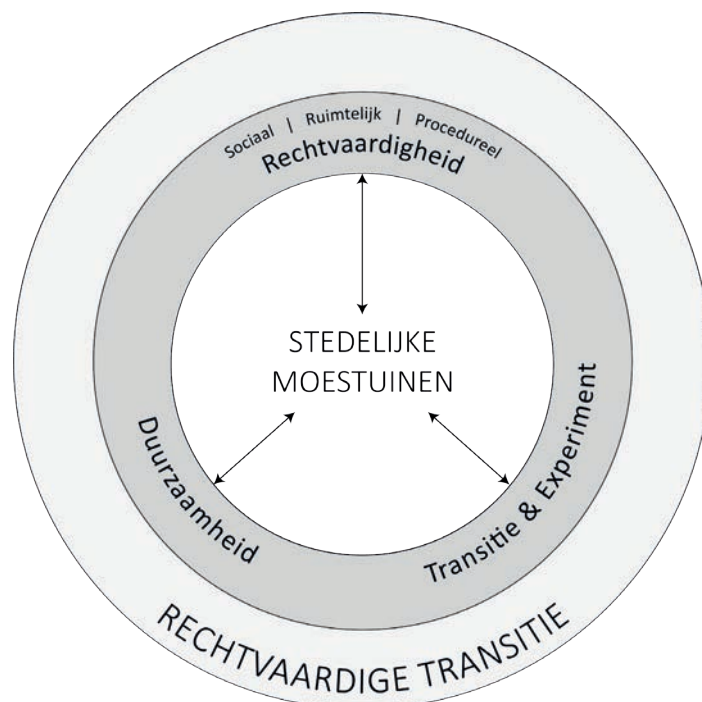 Sociaal | Ruimtelijk | Procedureel
Rechtvaardigheid
STEDELIJKE
MOESTUINEN
Duurzaamheid
Transitie & Experiment
RECHTVAARDIGE TRANSITIE